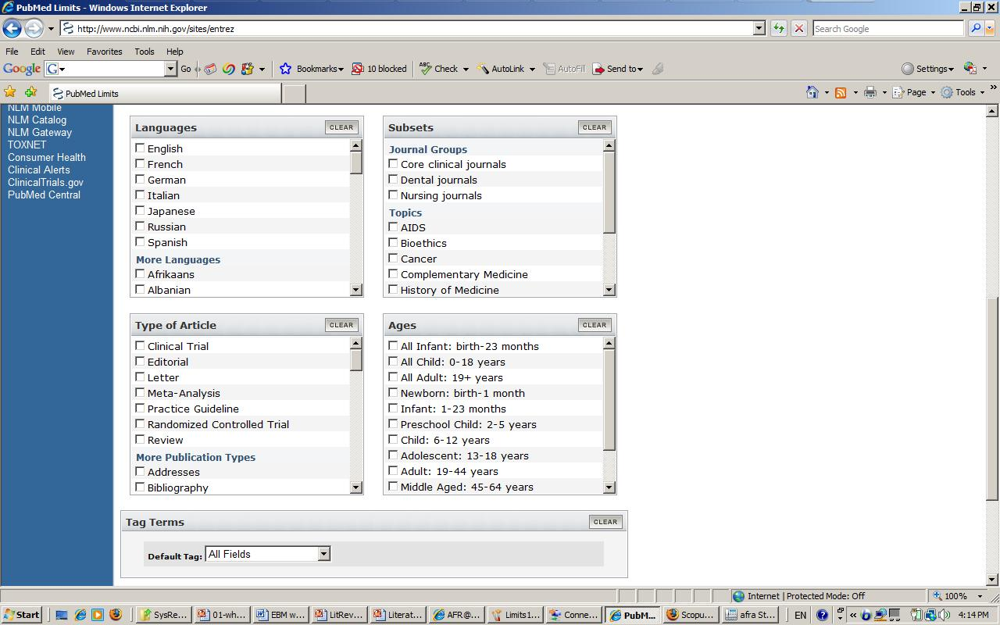 PubMed Limits - Windows Internet Explorer
http://www.ncbi.nlm.nih.gov/sites/entrez
Search Google
File Edit View Favorites Tools Help
Google G Go Bookmarks 10 blocked ABC Check AutoLink AutoFill Send to Settings
PubMed Limits Page Tools
NLM Mobile
NLM Catalog
NLM Gateway
TOXNET
Consumer Health
Clinical Alerts
ClinicalTrials.gov
PubMed Central
Languages CLEAR
English
French
German
Italian
Japanese
Russian
Spanish
More Languages
Afrikaans
Albanian
Subsets CLEAR
Journal Groups
Core clinical journals
Dental journals
Nursing journals
Topics
AIDS
Bioethics
Cancer
Complementary Medicine
History of Medicine
Type of Article CLEAR
Clinical Trial
Editorial
Letter
Meta-Analysis
Practice Guideline
Randomized Controlled Trial
Review
More Publication Types
Addresses
Bibliography
Ages CLEAR
All Infant: birth-23 months
All Child: 0-18 years
All Adult: 19+ years
Newborn: birth-1 month
Infant: 1-23 months
Preschool Child: 2-5 years
Child: 6-12 years
Adolescent: 13-18 years
Adult: 19-44 years
Middle Aged: 45-64 years
Tag Terms CLEAR
Default Tag: All Fields
Internet | Protected Mode: Off 100%
Start SysRe... 01-wh... EBM w... LitRev... Literat... AFR@... Limits1... Conne... PubM... Scopu... afra St... EN 4:14 PM